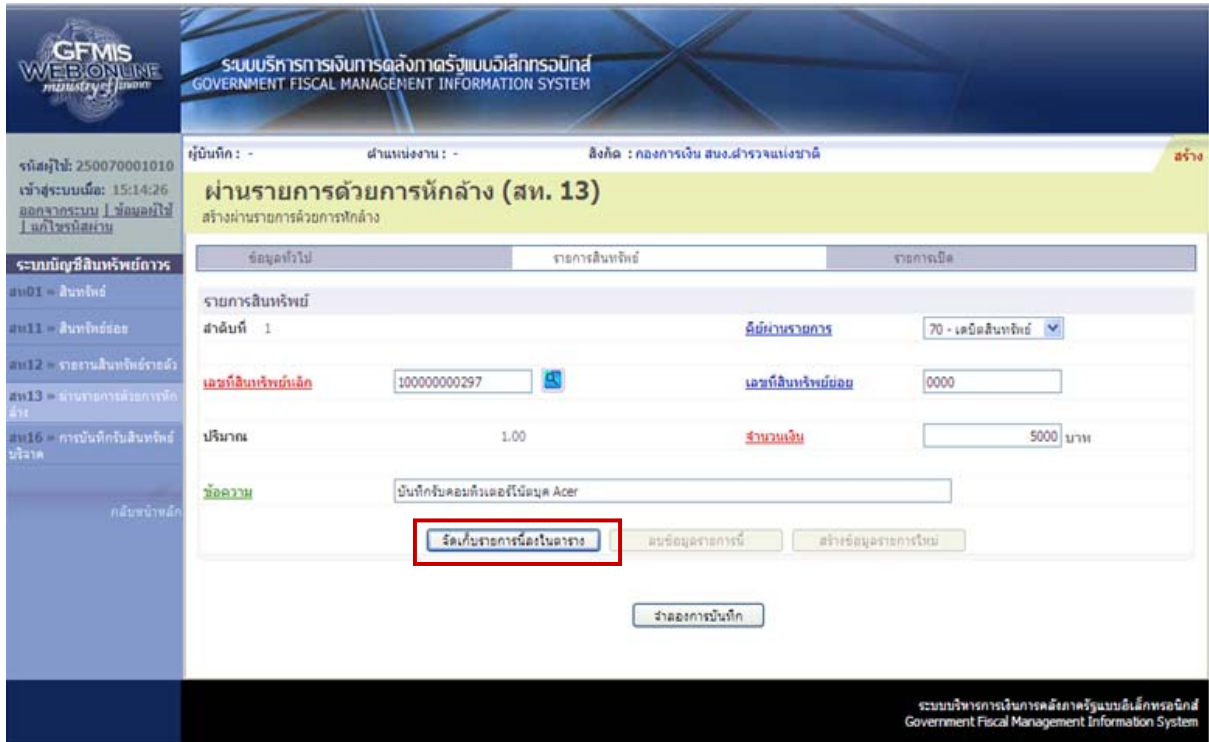 GFMIS
WEB ONLINE
ministry of finance
ระบบบริหารการเงินการคลังภาครัฐแบบอิเล็กทรอนิกส์
GOVERNMENT FISCAL MANAGEMENT INFORMATION SYSTEM
รหัสผู้ใช้: 250070001010
เข้าสู่ระบบเมื่อ: 15:14:26
ออกจากระบบ | ข้อมูลผู้ใช้
| แก้ไขรหัสผ่าน
ผู้บันทึก : - ตำแหน่งงาน : - สังกัด : กองการเงิน สนง.ตำรวจแห่งชาติ
สร้าง
ผ่านรายการด้วยการหักล้าง (สท. 13)
สร้างผ่านรายการด้วยการหักล้าง
ระบบบัญชีสินทรัพย์ถาวร
สท01 » สินทรัพย์
สท11 » สินทรัพย์ย่อย
สท12 » รายงานสินทรัพย์รายตัว
สท13 » ผ่านรายการด้วยการหัก
ล้าง
สท16 » การบันทึกรับสินทรัพย์
บริจาค
กลับหน้าหลัก
ข้อมูลทั่วไป รายการสินทรัพย์ รายการเปิด
รายการสินทรัพย์
ลำดับที่ 1 คีย์ผ่านรายการ 70 - เดบิตสินทรัพย์
เลขที่สินทรัพย์หลัก 100000000297 เลขที่สินทรัพย์ย่อย 0000
ปริมาณ 1.00 จำนวนเงิน 5000 บาท
ข้อความ บันทึกรับคอมพิวเตอร์โน้ตบุค Acer
จัดเก็บรายการนี้ลงในตาราง ลบข้อมูลรายการนี้ สร้างข้อมูลรายการใหม่
จำลองการบันทึก
ระบบบริหารการเงินการคลังภาครัฐแบบอิเล็กทรอนิกส์
Government Fiscal Management Information System